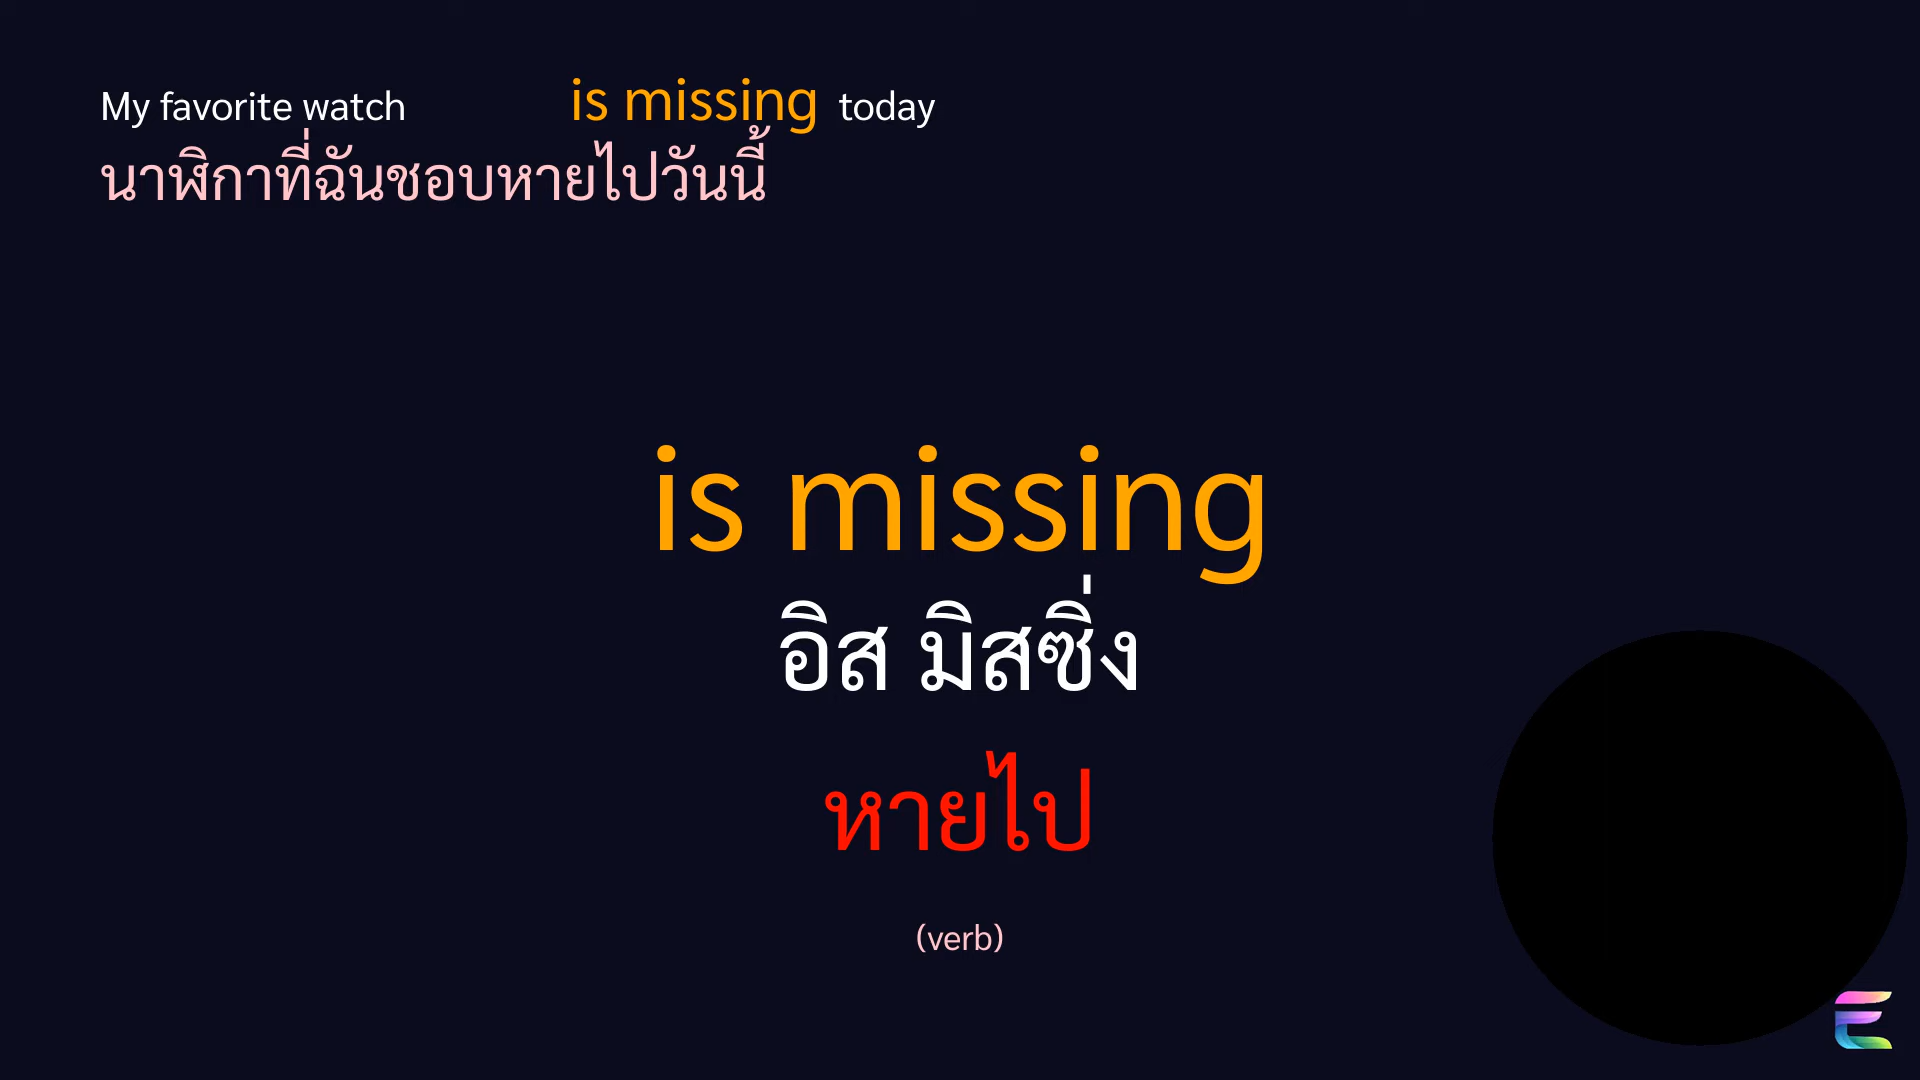 My favorite watch is missing today
นาฬิกาที่ฉันชอบหายไปวันนี้
is missing
อิส มิสซิ่ง
หายไป
(verb)